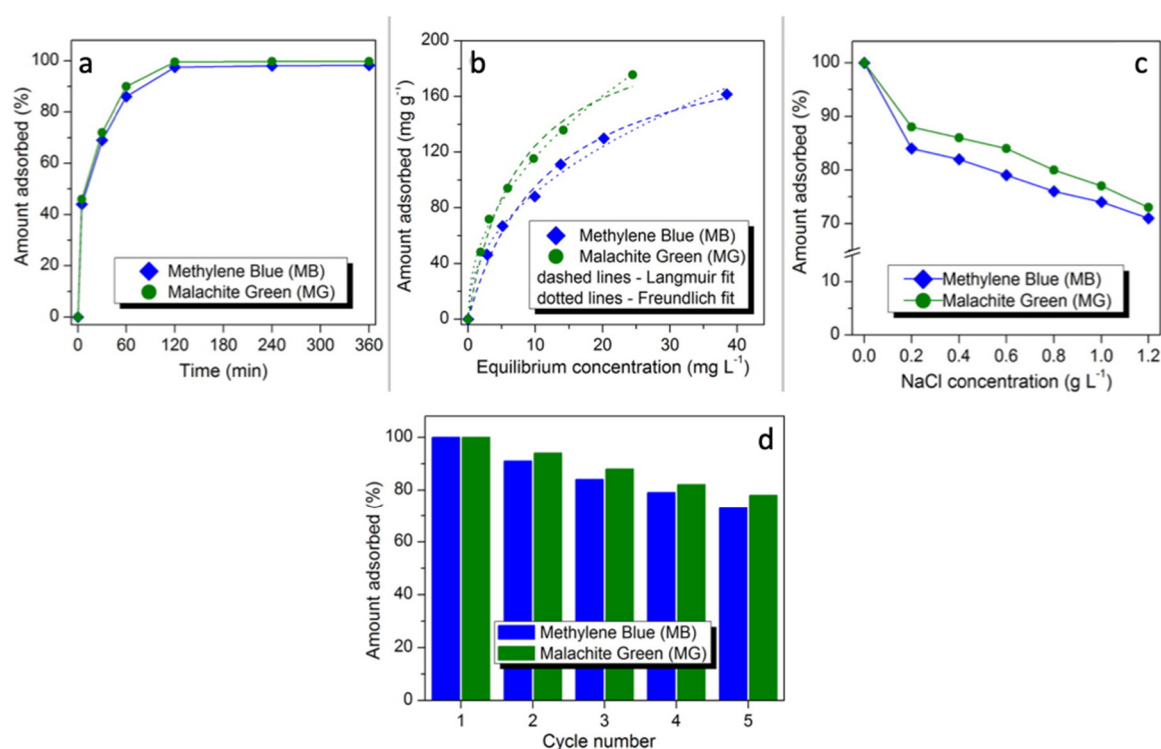 a
Amount adsorbed (%)
100
80
60
40
20
0
Methylene Blue (MB)
Malachite Green (MG)
0 60 120 180 240 300 360
Time (min)
b
Amount adsorbed (mg g⁻¹)
200
160
120
80
40
0
Methylene Blue (MB)
Malachite Green (MG)
dashed lines - Langmuir fit
dotted lines - Freundlich fit
0 10 20 30 40
Equilibrium concentration (mg L⁻¹)
c
Amount adsorbed (%)
100
90
80
70
10
0
Methylene Blue (MB)
Malachite Green (MG)
0.0 0.2 0.4 0.6 0.8 1.0 1.2
NaCl concentration (g L⁻¹)
d
Amount adsorbed (%)
100
80
60
40
20
0
Methylene Blue (MB)
Malachite Green (MG)
1 2 3 4 5
Cycle number